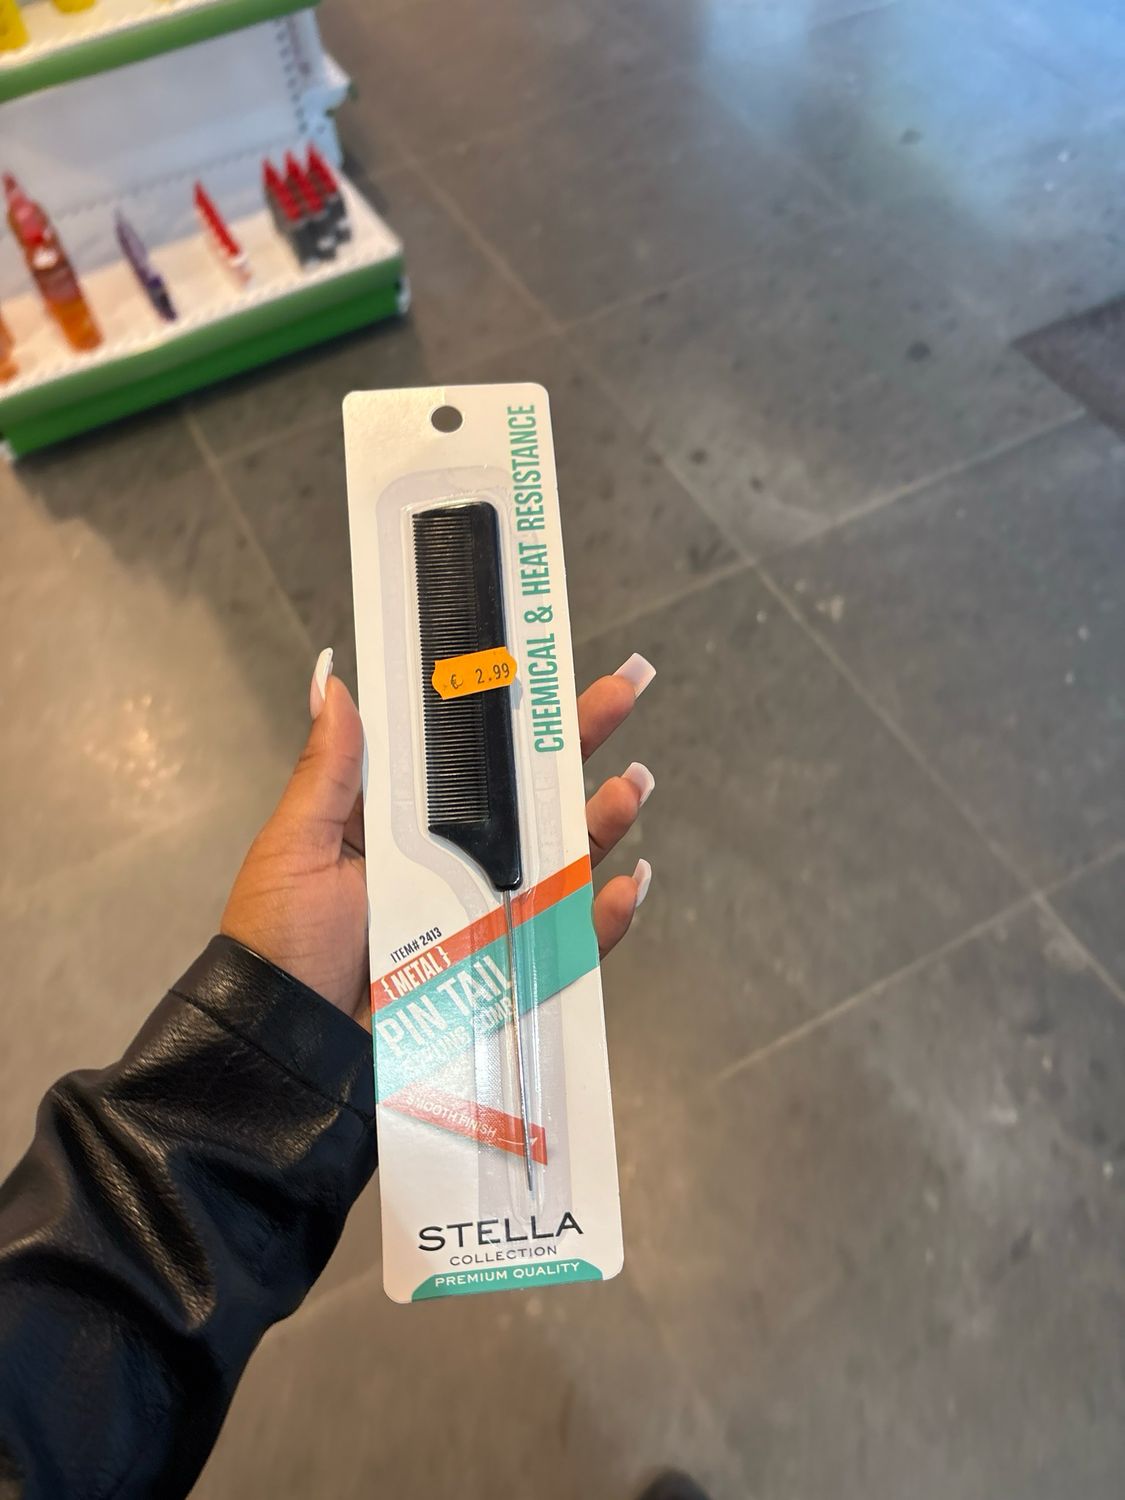 CHEMICAL & HEAT RESISTANCE
€ 2.99
ITEM# 2413
{METAL}
PIN TAIL
SMOOTH FINISH
STELLA
COLLECTION
PREMIUM QUALITY